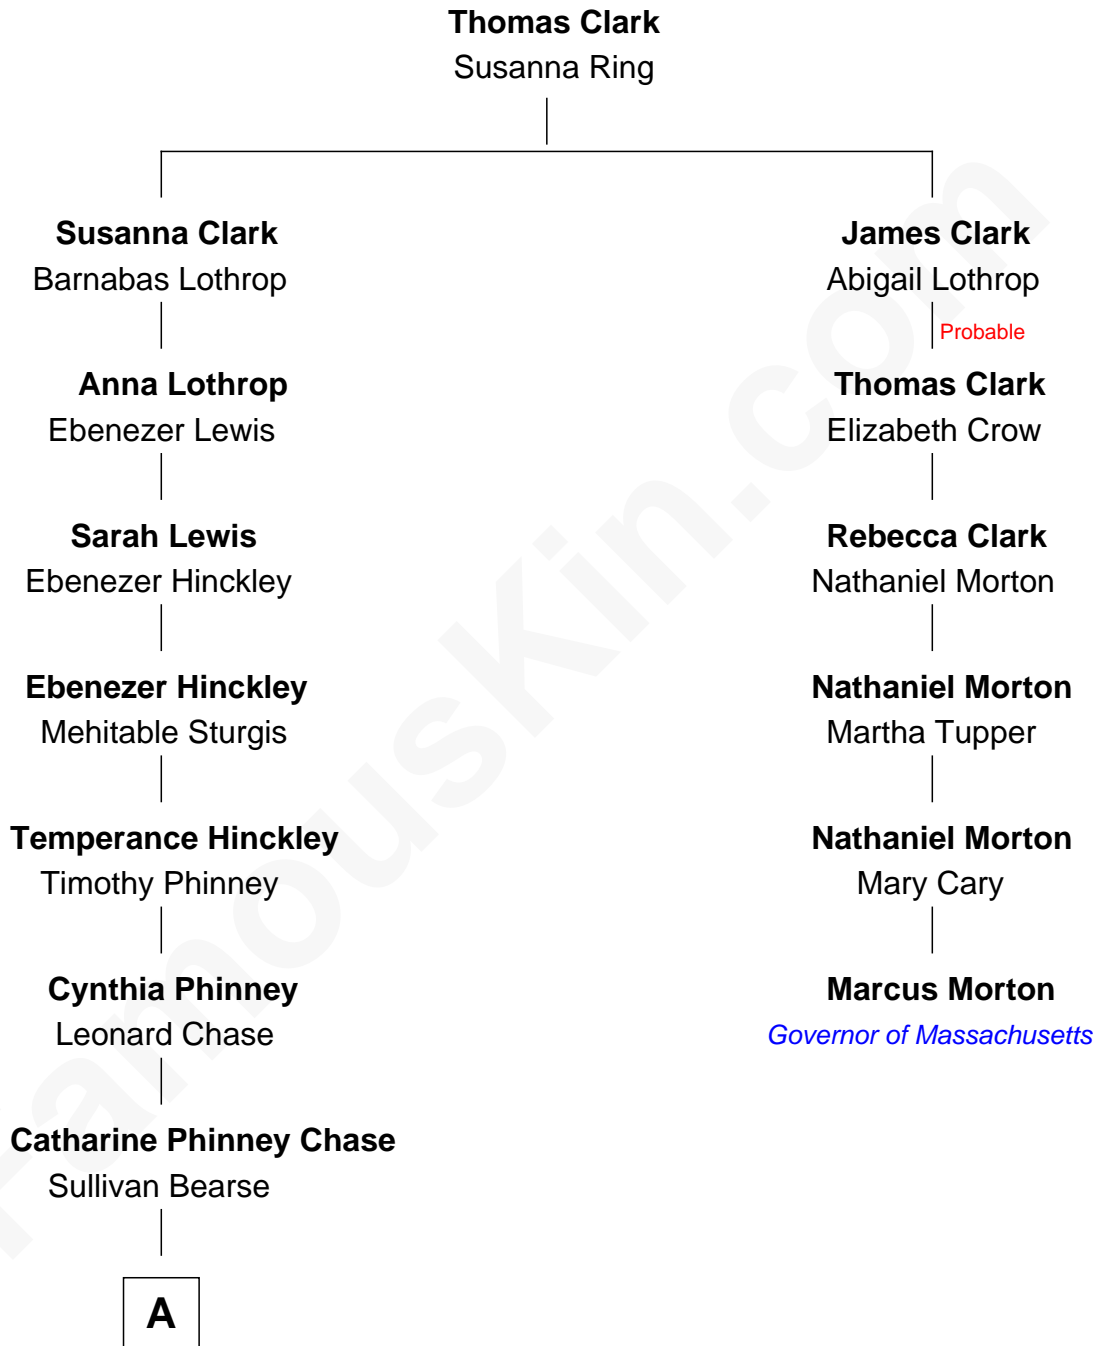 Thomas Clark
Susanna Ring
Susanna Clark
Barnabas Lothrop
James Clark
Abigail Lothrop
Probable
Anna Lothrop
Ebenezer Lewis
Thomas Clark
Elizabeth Crow
Sarah Lewis
Ebenezer Hinckley
Rebecca Clark
Nathaniel Morton
Ebenezer Hinckley
Mehitable Sturgis
Nathaniel Morton
Martha Tupper
Temperance Hinckley
Timothy Phinney
Nathaniel Morton
Mary Cary
Cynthia Phinney
Leonard Chase
Marcus Morton
Governor of Massachusetts
Catharine Phinney Chase
Sullivan Bearse
A
FamousKin.com